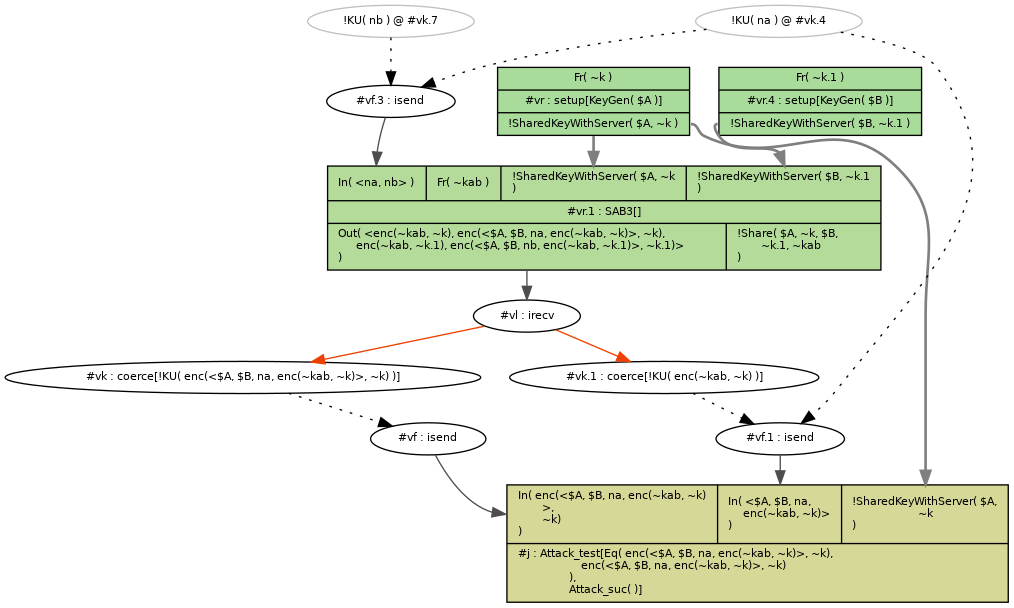 !KU( nb ) @ #vk.7
!KU( na ) @ #vk.4
#vf.3 : isend
Fr( ~k )
#vr : setup[KeyGen( $A )]
!SharedKeyWithServer( $A, ~k )
Fr( ~k.1 )
#vr.4 : setup[KeyGen( $B )]
!SharedKeyWithServer( $B, ~k.1 )
In( <na, nb> )
Fr( ~kab )
!SharedKeyWithServer( $A, ~k
)
!SharedKeyWithServer( $B, ~k.1
)
#vr.1 : SAB3[]
Out( <enc(~kab, ~k), enc(<$A, $B, na, enc(~kab, ~k)>, ~k),
enc(~kab, ~k.1), enc(<$A, $B, nb, enc(~kab, ~k.1)>, ~k.1)>
)
!Share( $A, ~k, $B,
~k.1, ~kab
)
#vl : irecv
#vk : coerce[!KU( enc(<$A, $B, na, enc(~kab, ~k)>, ~k) )]
#vk.1 : coerce[!KU( enc(~kab, ~k) )]
#vf : isend
#vf.1 : isend
In( enc(<$A, $B, na, enc(~kab, ~k)
>,
~k)
)
In( <$A, $B, na,
enc(~kab, ~k)>
)
!SharedKeyWithServer( $A,
~k
)
#j : Attack_test[Eq( enc(<$A, $B, na, enc(~kab, ~k)>, ~k),
enc(<$A, $B, na, enc(~kab, ~k)>, ~k)
),
Attack_suc( )]